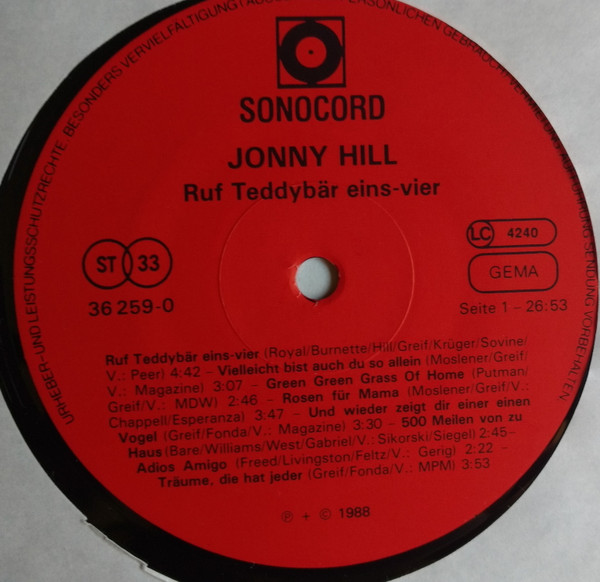 URHEBER-UND LEISTUNGSSCHUTZRECHTE. BESONDERS VERVIELFÄLTIGUNG PERSÖNLICHEN GEBRAUCH SENDUNG VORBEHALTEN
SONOCORD
JONNY HILL
Ruf Teddybär eins-vier
ST 33
36 259-0
LC 4240
GEMA
Seite 1 - 26:53
Ruf Teddybär eins-vier (Royal/Burnette/Hill/Greif/Krüger/Sovine/
V.: Peer) 4:42 – Vielleicht bist auch du so allein (Moslener/Greif/
V.: Magazine) 3:07 – Green Green Grass Of Home (Putman/
Greif/V.: MDW) 2:46 – Rosen für Mama (Moslener/Greif/V.:
Chappell/Esperanza) 3:47 – Und wieder zeigt dir einer einen
Vogel (Greif/Fonda/V.: Magazine) 3:30 – 500 Meilen von zu
Haus (Bare/Williams/West/Gabriel/V.: Sikorski/Siegel) 2:45 –
Adios Amigo (Freed/Livingston/Feltz/V.: Gerig) 2:22 –
Träume, die hat jeder (Greif/Fonda/V.: MPM) 3:53
℗ + © 1988